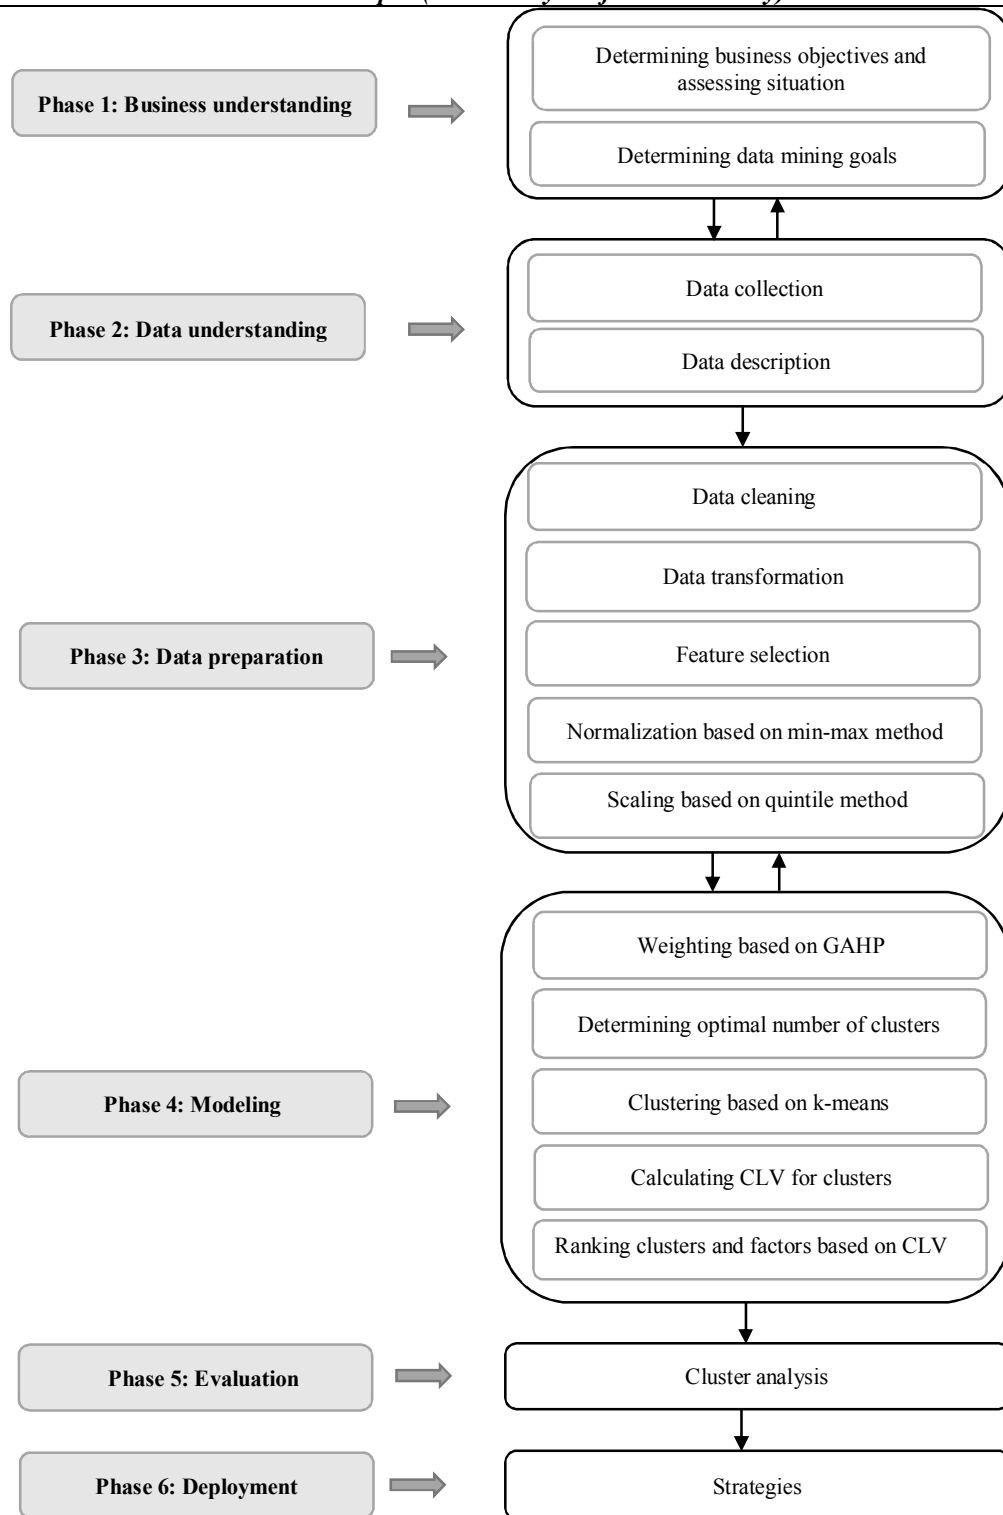 Phase 1: Business understanding
Determining business objectives and
assessing situation
Determining data mining goals
Phase 2: Data understanding
Data collection
Data description
Phase 3: Data preparation
Data cleaning
Data transformation
Feature selection
Normalization based on min-max method
Scaling based on quintile method
Phase 4: Modeling
Weighting based on GAHP
Determining optimal number of clusters
Clustering based on k-means
Calculating CLV for clusters
Ranking clusters and factors based on CLV
Phase 5: Evaluation
Cluster analysis
Phase 6: Deployment
Strategies